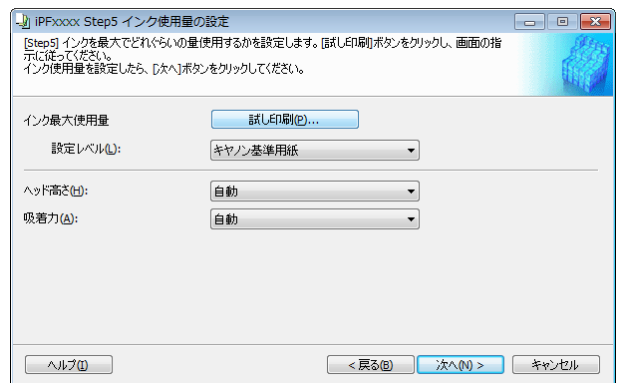 iPFxxxx Step5 インク使用量の設定
[Step5] インクを最大でどれぐらいの量使用するかを設定します。[試し印刷]ボタンをクリックし、画面の指
示に従ってください。
インク使用量を設定したら、[次へ]ボタンをクリックしてください。
インク最大使用量 試し印刷(P)...
設定レベル(L): キヤノン基準用紙
ヘッド高さ(H): 自動
吸着力(A): 自動
ヘルプ(I) < 戻る(B) 次へ(N) > キャンセル